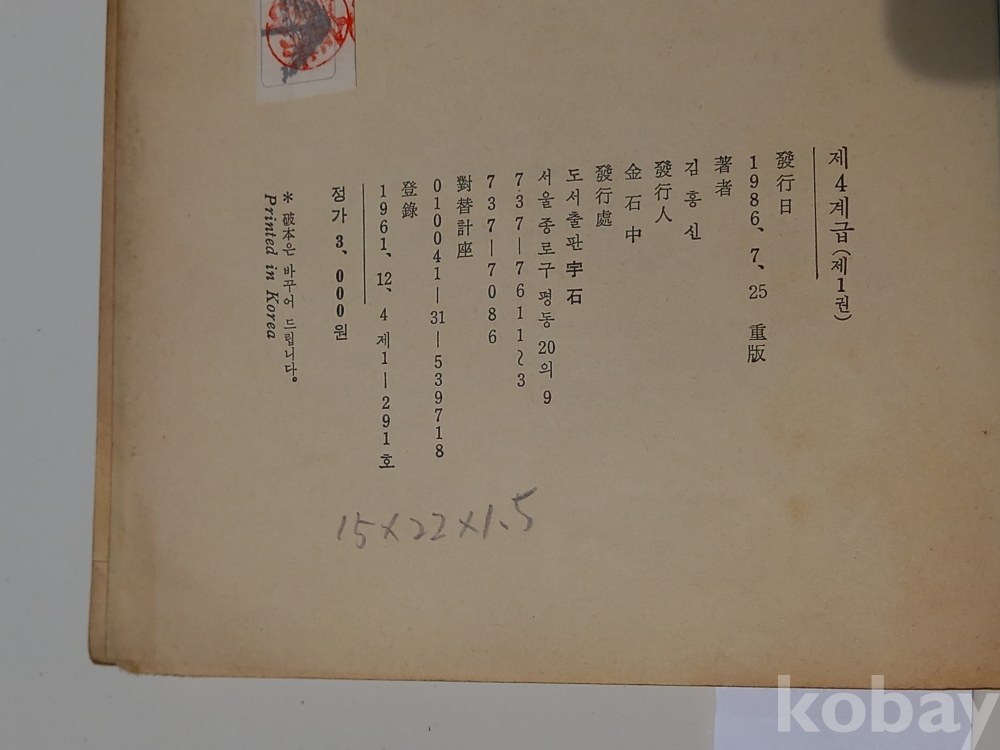 제4계급(제1권)
發行日
1986、7、25 重版
著者
김홍신
發行人
金石中
發行處
도서출판 宇石
서울종로구 평동 20의 9
737—7611~3
737—7086
對替計座
010041—31—539718
登錄
1961、12、4 제1—291호
정가 3、000원
* 破本은 바꾸어 드립니다。
Printed in Korea
15×22×1.5
kobay